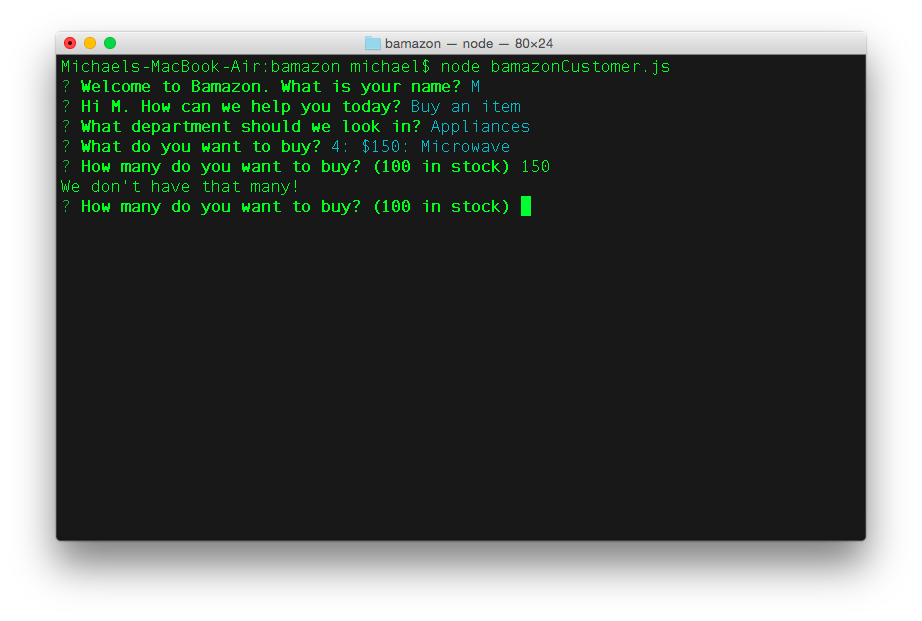 bamazon — node — 80×24
Michaels-MacBook-Air:bamazon michael$ node bamazonCustomer.js
? Welcome to Bamazon. What is your name? M
? Hi M. How can we help you today? Buy an item
? What department should we look in? Appliances
? What do you want to buy? 4: $150: Microwave
? How many do you want to buy? (100 in stock) 150
We don't have that many!
? How many do you want to buy? (100 in stock)